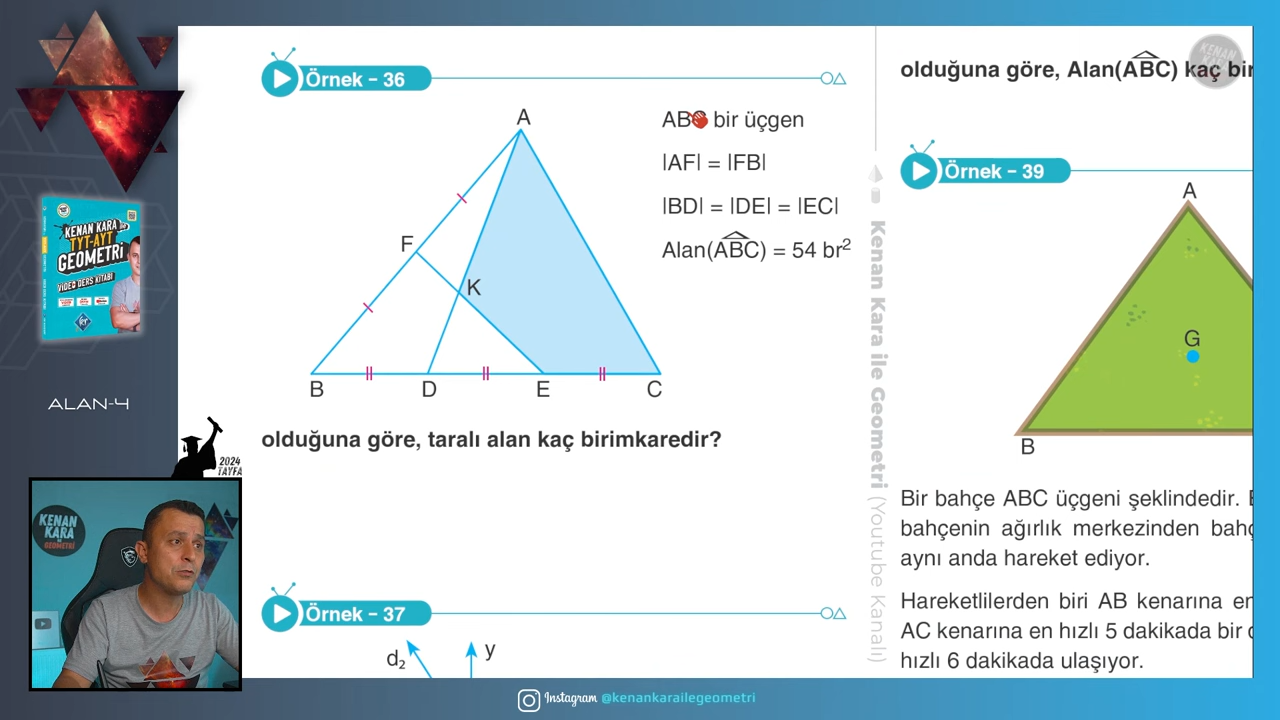 Örnek – 36
A
F
K
B
D
E
C
AB bir üçgen
|AF| = |FB|
|BD| = |DE| = |EC|
Alan(ABC) = 54 br²
olduğuna göre, taralı alan kaç birimkaredir?
Örnek – 37
d₂
y
Kenan Kara ile Geometri (Youtube Kanalı)
olduğuna göre, Alan(ABC) kaç bir
KENAN
KARA
Örnek – 39
A
G
B
Bir bahçe ABC üçgeni şeklindedir.
bahçenin ağırlık merkezinden bahç
aynı anda hareket ediyor.
Hareketlilerden biri AB kenarına en
AC kenarına en hızlı 5 dakikada bir
hızlı 6 dakikada ulaşıyor.
KENAN KARA ile
TYT-AYT
GEOMETRİ
VİDEO DERS KİTABI
ALAN-4
2024
TAYFA
KENAN
KARA
GEOMETRİ
Instagram @kenankarailegeometri